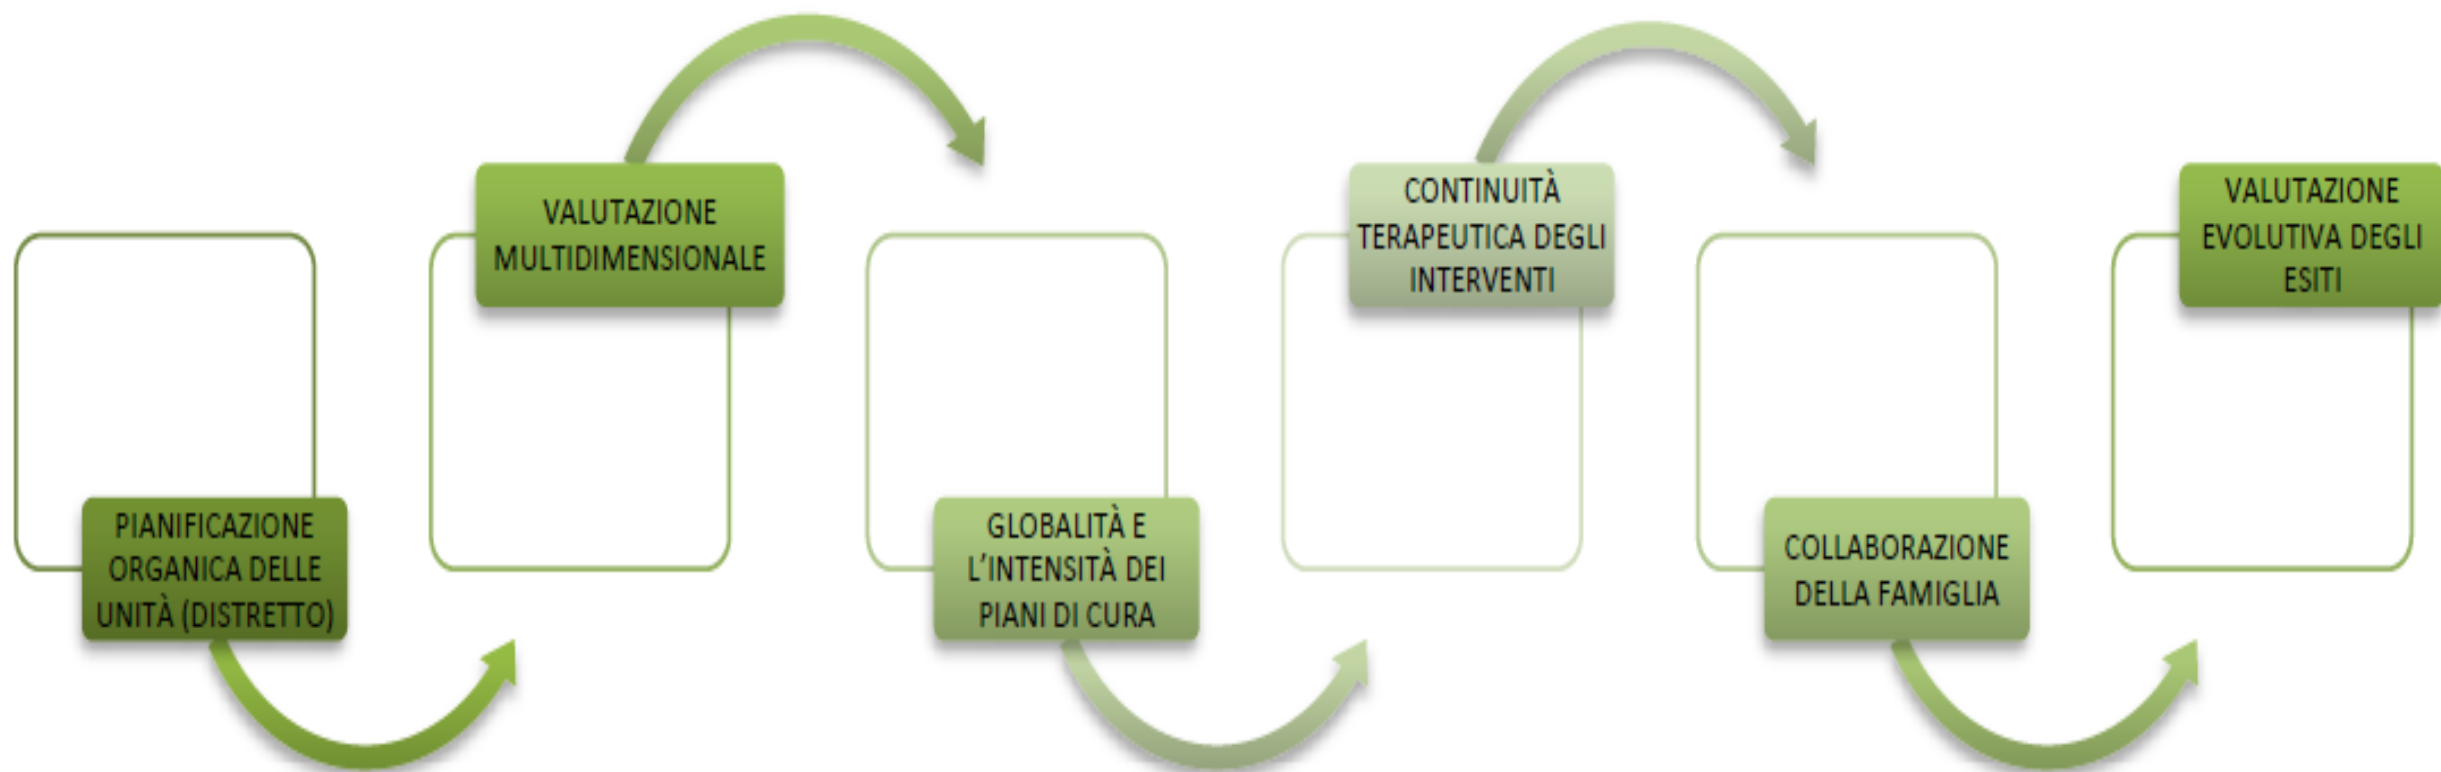 PIANIFICAZIONE
ORGANICA DELLE
UNITÀ (DISTRETTO)
VALUTAZIONE
MULTIDIMENSIONALE
GLOBALITÀ E
L'INTENSITÀ DEI
PIANI DI CURA
CONTINUITÀ
TERAPEUTICA DEGLI
INTERVENTI
COLLABORAZIONE
DELLA FAMIGLIA
VALUTAZIONE
EVOLUTIVA DEGLI
ESITI